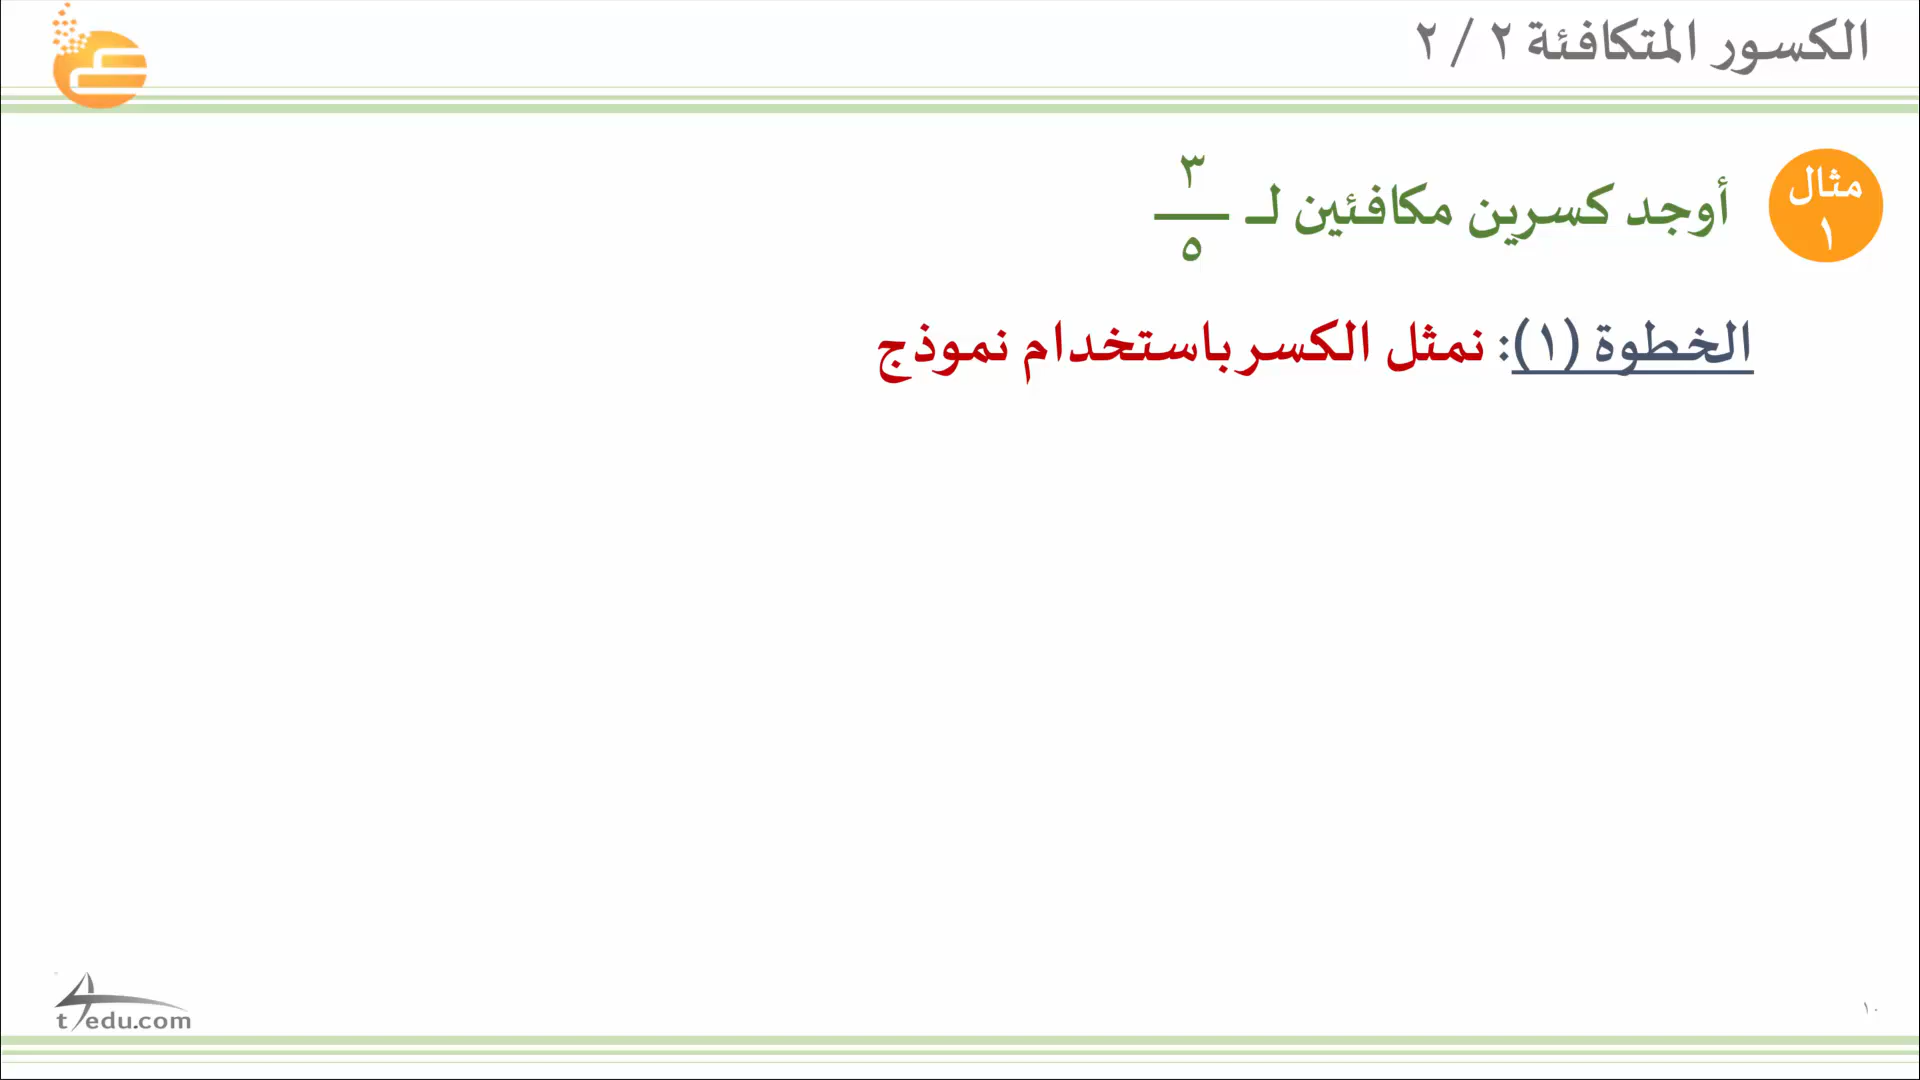 الكسور المتكافئة ٢ / ٢
مثال
١
أوجد كسرين مكافئين لـ ٣/٥
الخطوة (١): نمثل الكسر باستخدام نموذج
t4edu.com
١٠